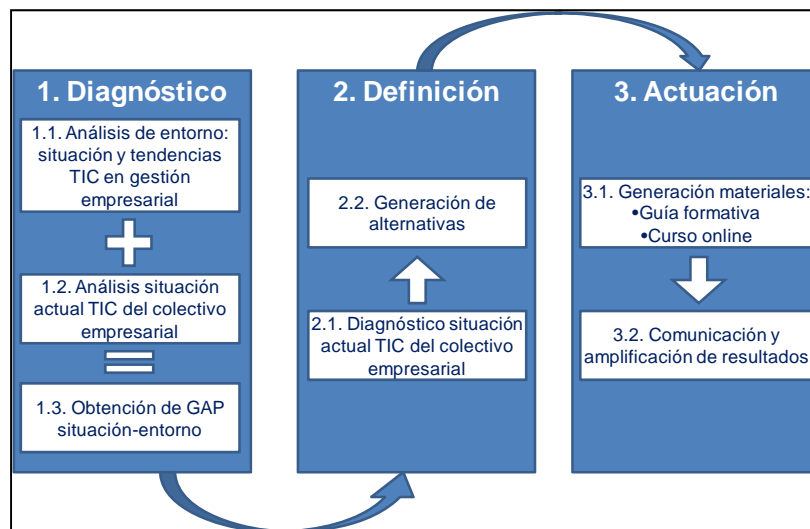 1. Diagnóstico
1.1. Análisis de entorno:
situación y tendencias
TIC en gestión
empresarial
1.2. Análisis situación
actual TIC del colectivo
empresarial
1.3. Obtención de GAP
situación-entorno
2. Definición
2.2. Generación de
alternativas
2.1. Diagnóstico situación
actual TIC del colectivo
empresarial
3. Actuación
3.1. Generación materiales:
•Guía formativa
•Curso online
3.2. Comunicación y
amplificación de resultados